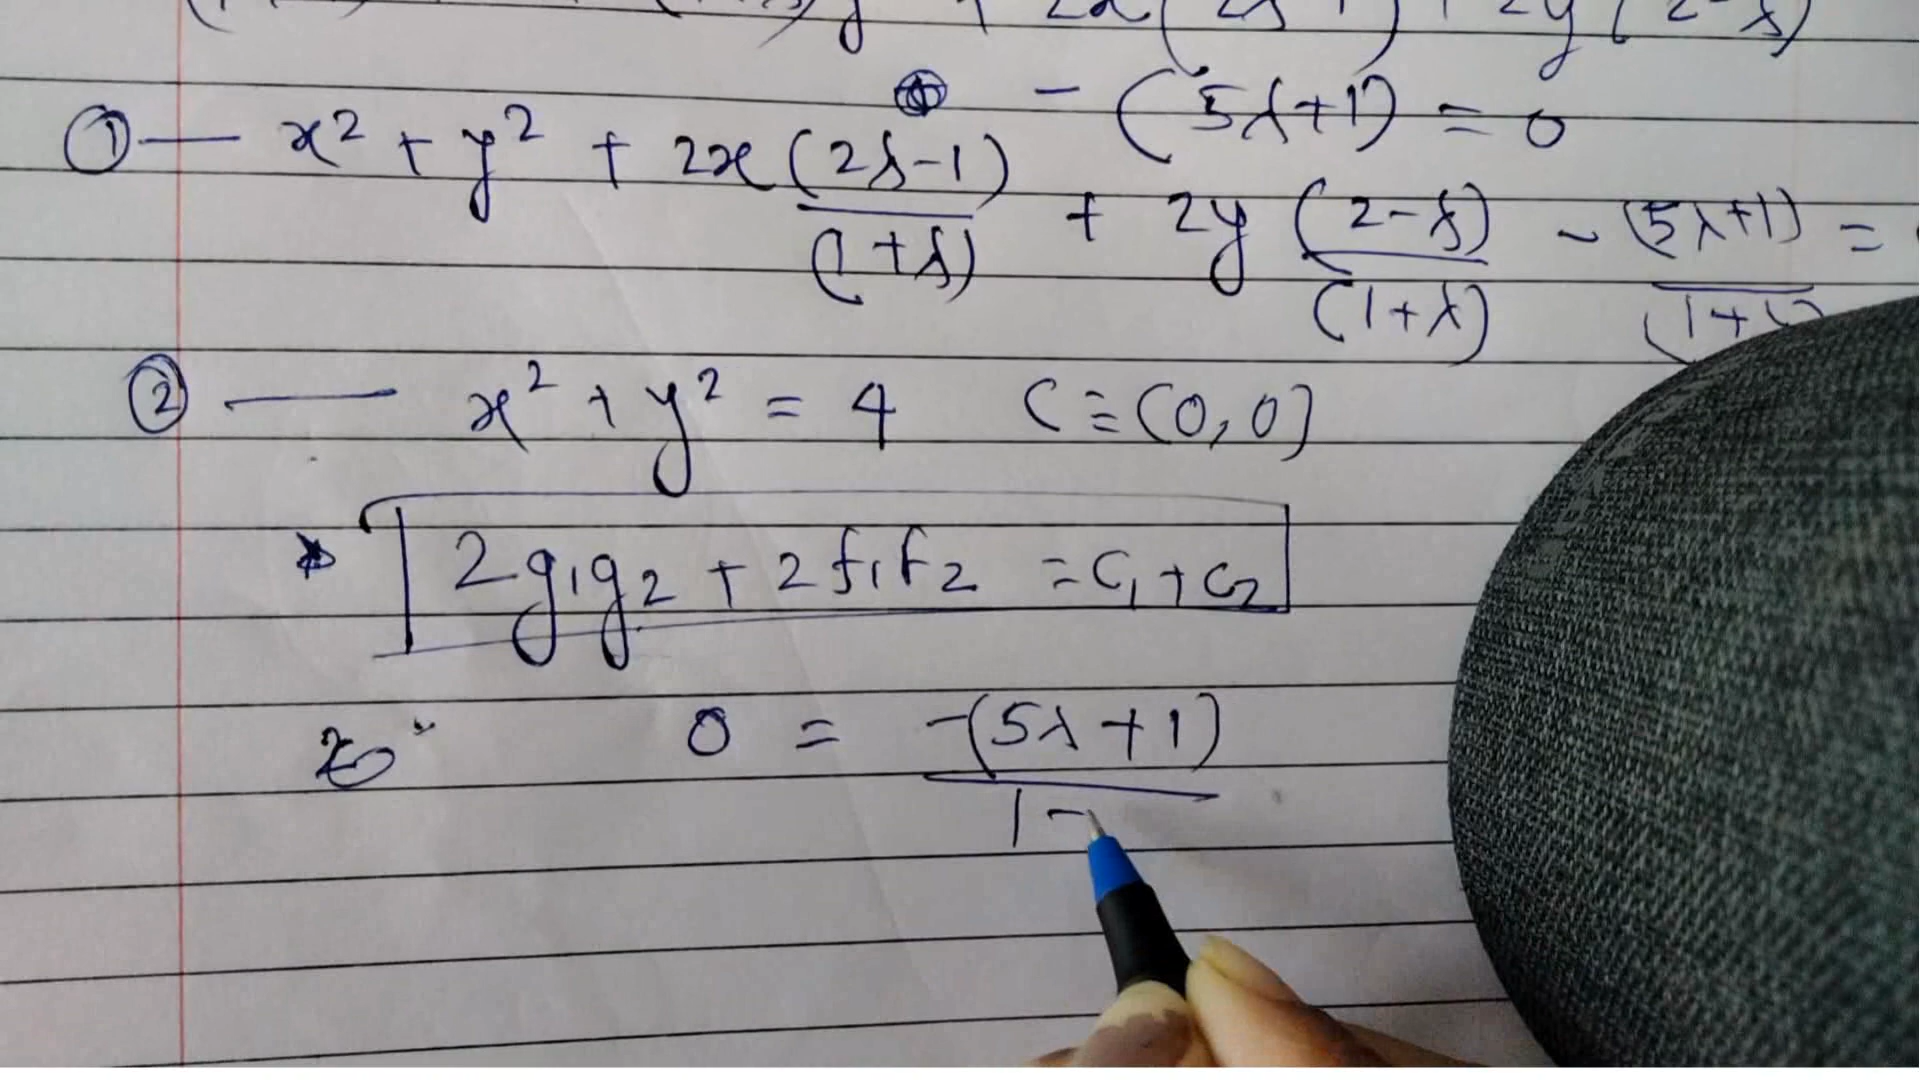 - (5λ+1) = 0
① — x² + y² + 2x (2λ-1)/(1+λ) + 2y (2-λ)/(1+λ) - (5λ+1)/(1+λ) =
② — x² + y² = 4 C ≡ (0,0)
* 2g₁g₂ + 2f₁f₂ = C₁ + C₂
0 = -(5λ+1)/1-